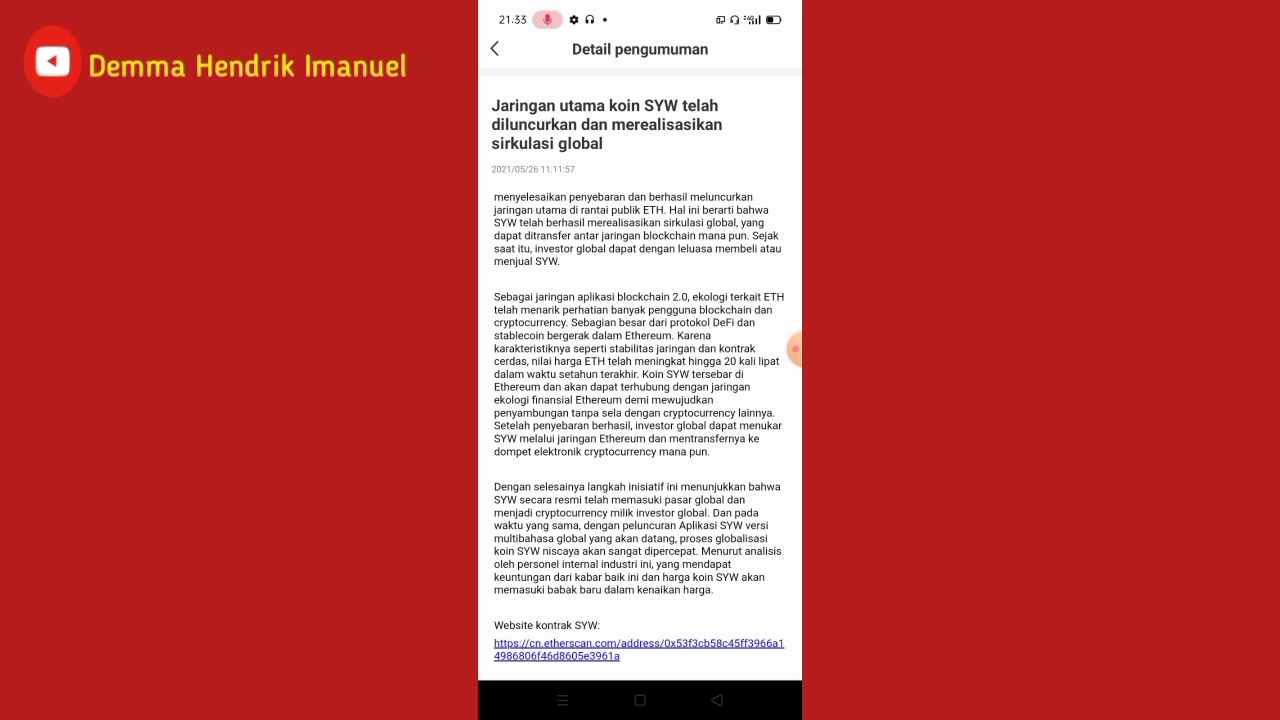 Demma Hendrik Imanuel
21.33
Detail pengumuman
Jaringan utama koin SYW telah
diluncurkan dan merealisasikan
sirkulasi global
2021/05/26 11:11:57
menyelesaikan penyebaran dan berhasil meluncurkan
jaringan utama di rantai publik ETH. Hal ini berarti bahwa
SYW telah berhasil merealisasikan sirkulasi global, yang
dapat ditransfer antar jaringan blockchain mana pun. Sejak
saat itu, investor global dapat dengan leluasa membeli atau
menjual SYW.
Sebagai jaringan aplikasi blockchain 2.0, ekologi terkait ETH
telah menarik perhatian banyak pengguna blockchain dan
cryptocurrency. Sebagian besar dari protokol DeFi dan
stablecoin bergerak dalam Ethereum. Karena
karakteristiknya seperti stabilitas jaringan dan kontrak
cerdas, nilai harga ETH telah meningkat hingga 20 kali lipat
dalam waktu setahun terakhir. Koin SYW tersebar di
Ethereum dan akan dapat terhubung dengan jaringan
ekologi finansial Ethereum demi mewujudkan
penyambungan tanpa sela dengan cryptocurrency lainnya.
Setelah penyebaran berhasil, investor global dapat menukar
SYW melalui jaringan Ethereum dan mentransfernya ke
dompet elektronik cryptocurrency mana pun.
Dengan selesainya langkah inisiatif ini menunjukkan bahwa
SYW secara resmi telah memasuki pasar global dan
menjadi cryptocurrency milik investor global. Dan pada
waktu yang sama, dengan peluncuran Aplikasi SYW versi
multibahasa global yang akan datang, proses globalisasi
koin SYW niscaya akan sangat dipercepat. Menurut analisis
oleh personel internal industri ini, yang mendapat
keuntungan dari kabar baik ini dan harga koin SYW akan
memasuki babak baru dalam kenaikan harga.
Website kontrak SYW:
https://cn.etherscan.com/address/0x53f3cb58c45ff3966a1
4986806f46d8605e3961a